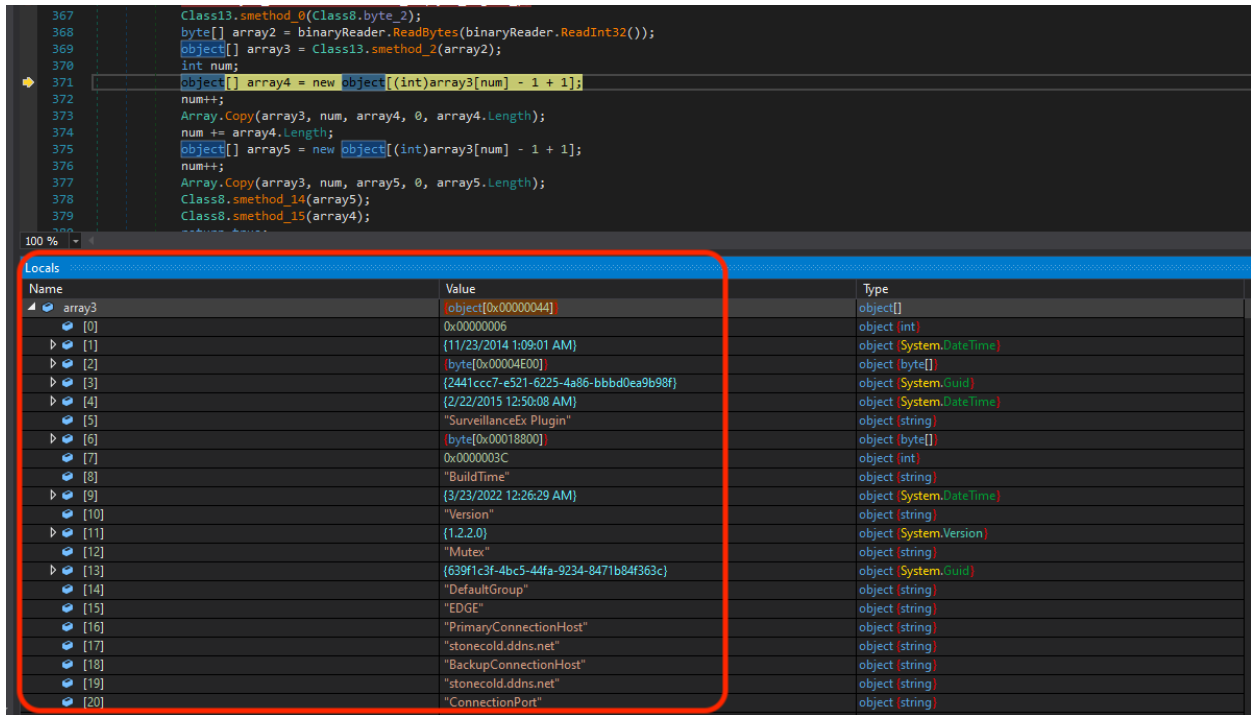 367 Class13.smethod_0(Class8.byte_2);
368 byte[] array2 = binaryReader.ReadBytes(binaryReader.ReadInt32());
369 object[] array3 = Class13.smethod_2(array2);
370 int num;
371 object[] array4 = new object[(int)array3[num] - 1 + 1];
372 num++;
373 Array.Copy(array3, num, array4, 0, array4.Length);
374 num += array4.Length;
375 object[] array5 = new object[(int)array3[num] - 1 + 1];
376 num++;
377 Array.Copy(array3, num, array5, 0, array5.Length);
378 Class8.smethod_14(array5);
379 Class8.smethod_15(array4);
100 %
Locals
Name Value Type
array3 {object[0x00000044]} object[]
[0] 0x00000006 object {int}
[1] {11/23/2014 1:09:01 AM} object {System.DateTime}
[2] {byte[0x00004E00]} object {byte[]}
[3] {2441ccc7-e521-6225-4a86-bbbd0ea9b98f} object {System.Guid}
[4] {2/22/2015 12:50:08 AM} object {System.DateTime}
[5] "SurveillanceEx Plugin" object {string}
[6] {byte[0x00018800]} object {byte[]}
[7] 0x0000003C object {int}
[8] "BuildTime" object {string}
[9] {3/23/2022 12:26:29 AM} object {System.DateTime}
[10] "Version" object {string}
[11] {1.2.2.0} object {System.Version}
[12] "Mutex" object {string}
[13] {639f1c3f-4bc5-44fa-9234-8471b84f363c} object {System.Guid}
[14] "DefaultGroup" object {string}
[15] "EDGE" object {string}
[16] "PrimaryConnectionHost" object {string}
[17] "stonecold.ddns.net" object {string}
[18] "BackupConnectionHost" object {string}
[19] "stonecold.ddns.net" object {string}
[20] "ConnectionPort" object {string}